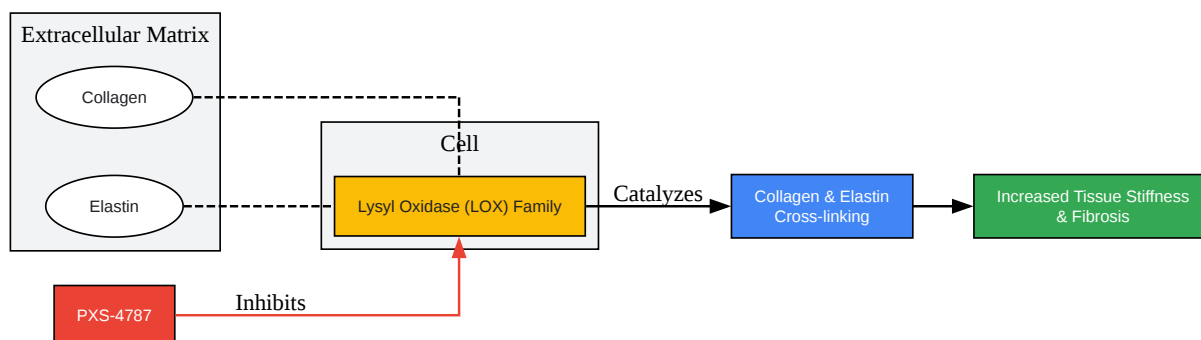 Extracellular Matrix
Collagen
Elastin
Cell
Lysyl Oxidase (LOX) Family
Catalyzes
Collagen & Elastin
Cross-linking
Increased Tissue Stiffness
& Fibrosis
PXS-4787
Inhibits